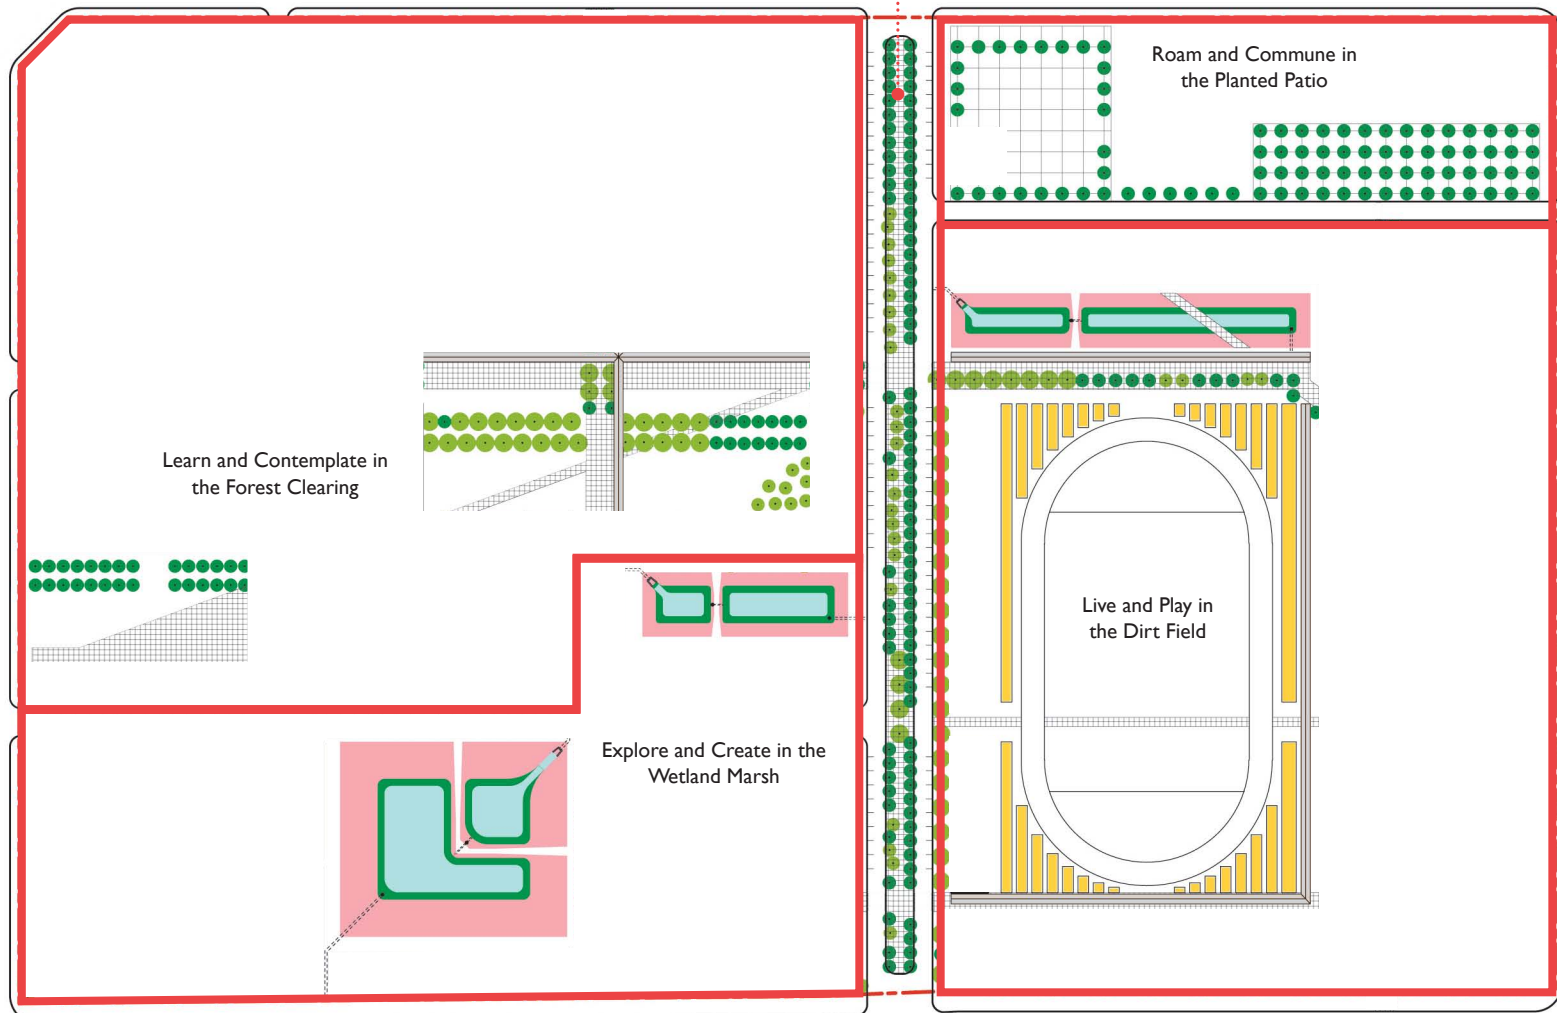 Roam and Commune in
the Planted Patio
Learn and Contemplate in
the Forest Clearing
Live and Play in
the Dirt Field
Explore and Create in the
Wetland Marsh